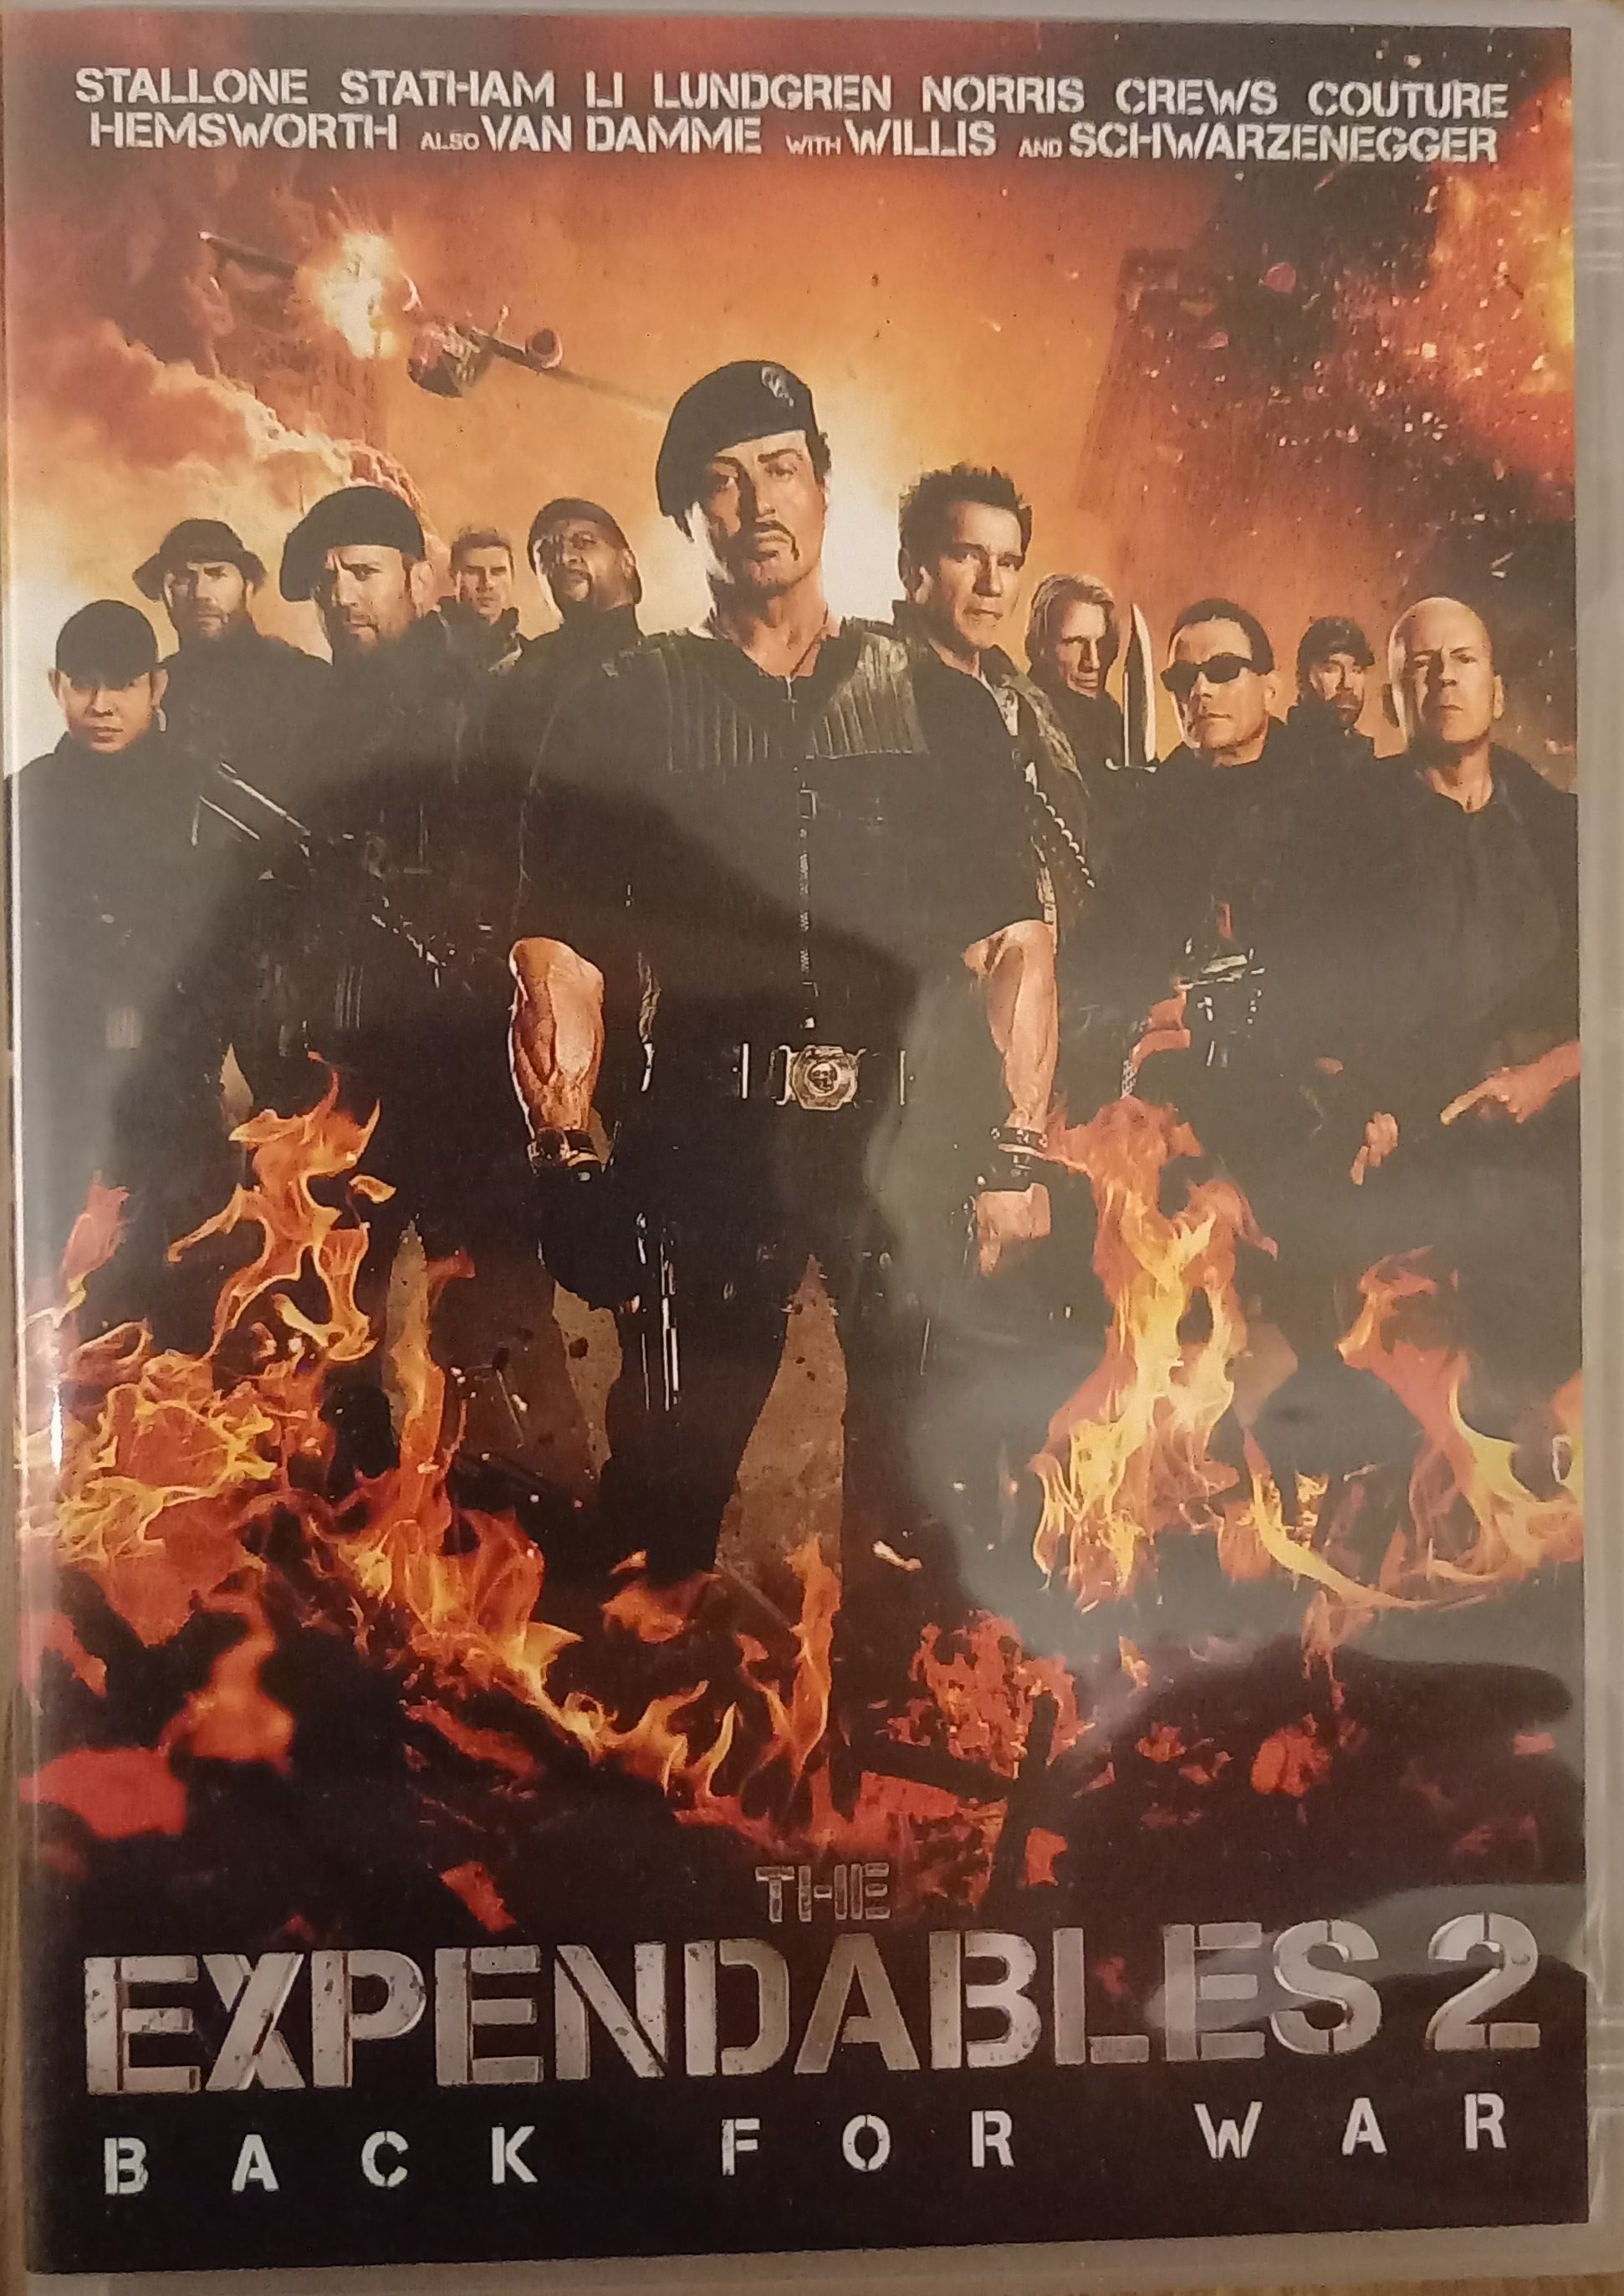 STALLONE STATHAM LI LUNDGREN NORRIS CREWS COUTURE
HEMSWORTH ALSO VAN DAMME WITH WILLIS AND SCHWARZENEGGER
THE
EXPENDABLES 2
BACK FOR WAR